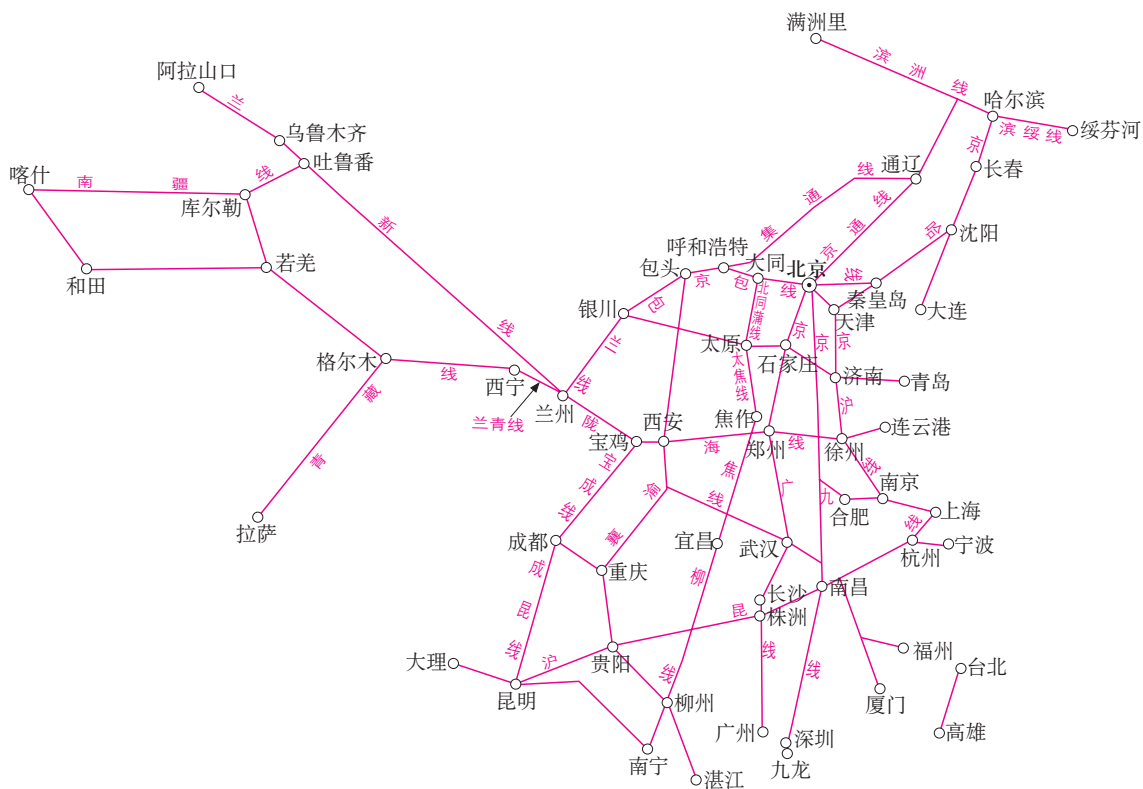 满洲里
滨洲线
阿拉山口
兰
哈尔滨
滨绥线
绥芬河
乌鲁木齐
吐鲁番
京
喀什
南疆线
线
通辽
长春
库尔勒
新
通
线
京通线
哈
沈阳
集
呼和浩特
大同
北京
线
若羌
包头
京包线
和田
包
北同蒲线
秦皇岛
银川
天津
大连
线
兰
太原
京
京
京
石家庄
格尔木
线
西宁
太焦线
济南
青岛
藏
线
兰州
兰青线
陇
沪
西安
焦作
连云港
宝鸡
海
线
郑州
徐州
青
宝成线
焦
线
渝
线
广
九
南京
合肥
拉萨
上海
线
襄
成都
宜昌
武汉
杭州
宁波
成昆线
重庆
柳
长沙
南昌
昆
株洲
线
沪
贵阳
福州
大理
线
线
台北
昆明
柳州
厦门
广州
深圳
高雄
南宁
九龙
湛江